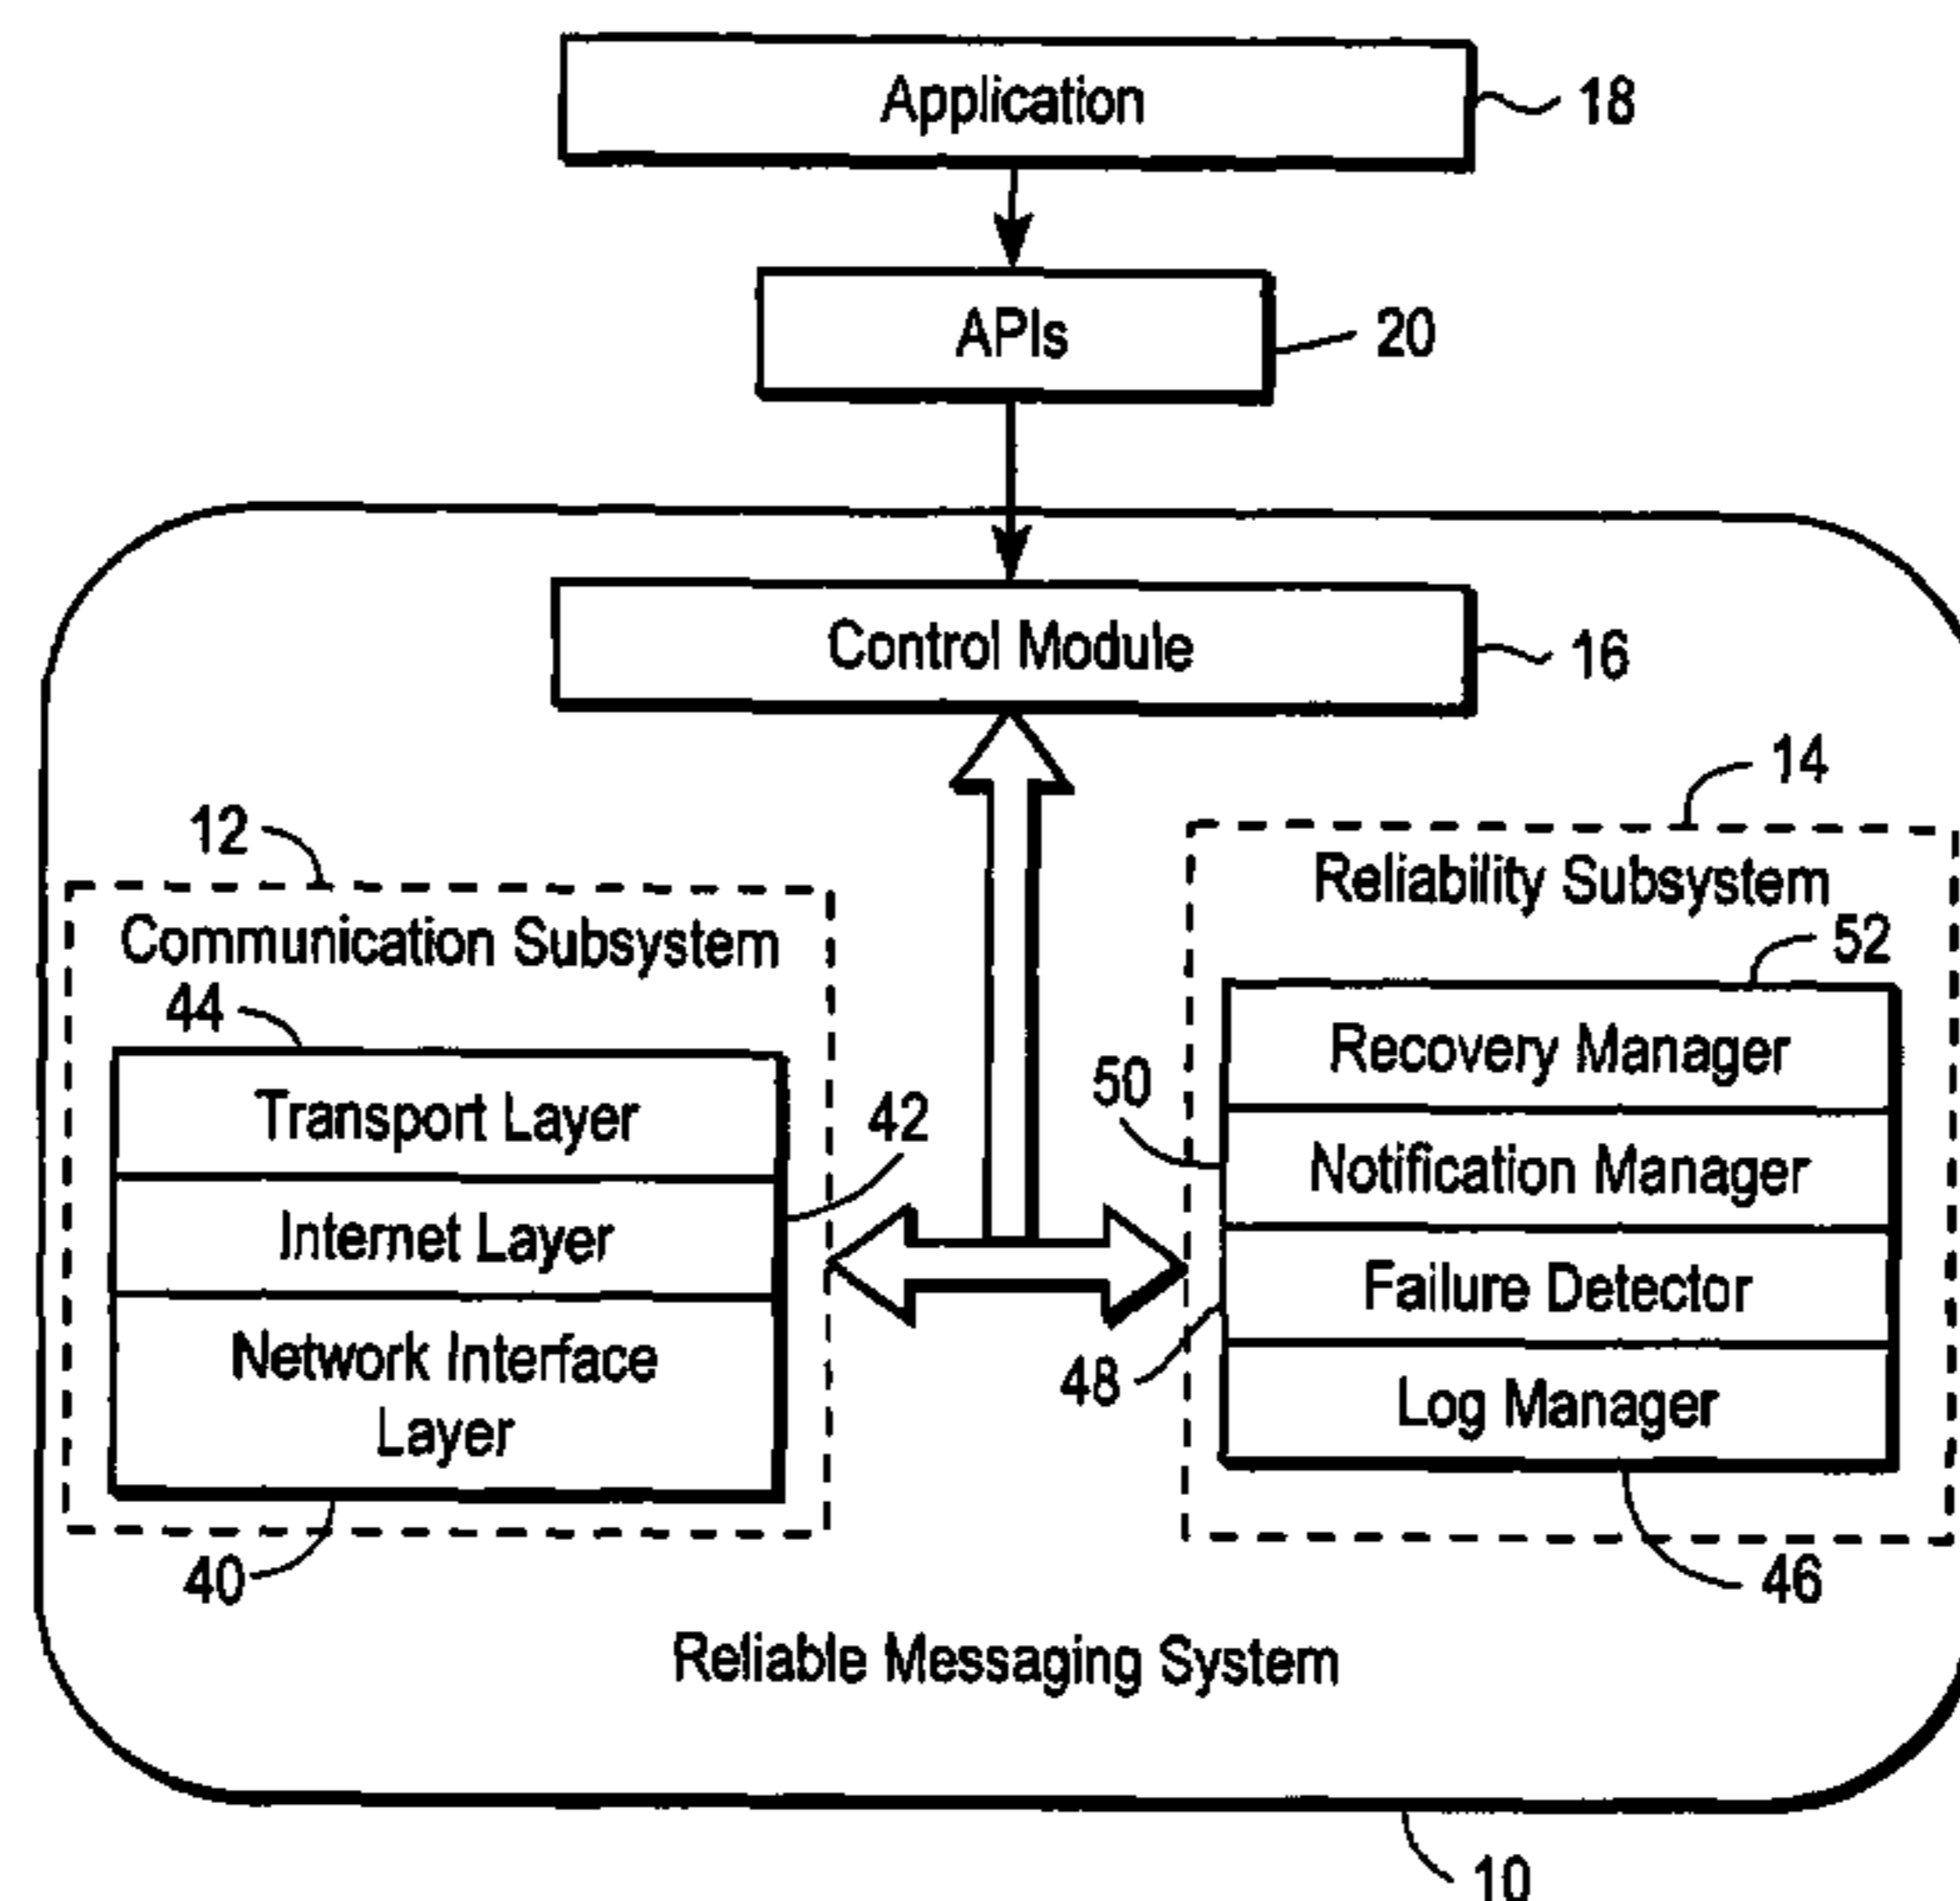 Application
18
APIs
20
Control Module
16
14
12
Reliability Subsystem
Communication Subsystem
52
44
Recovery Manager
Transport Layer
42
50
Notification Manager
Internet Layer
Failure Detector
Network Interface
Layer
48
Log Manager
40
46
Reliable Messaging System
10